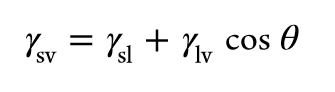 γsv = γsl + γlv cos θ